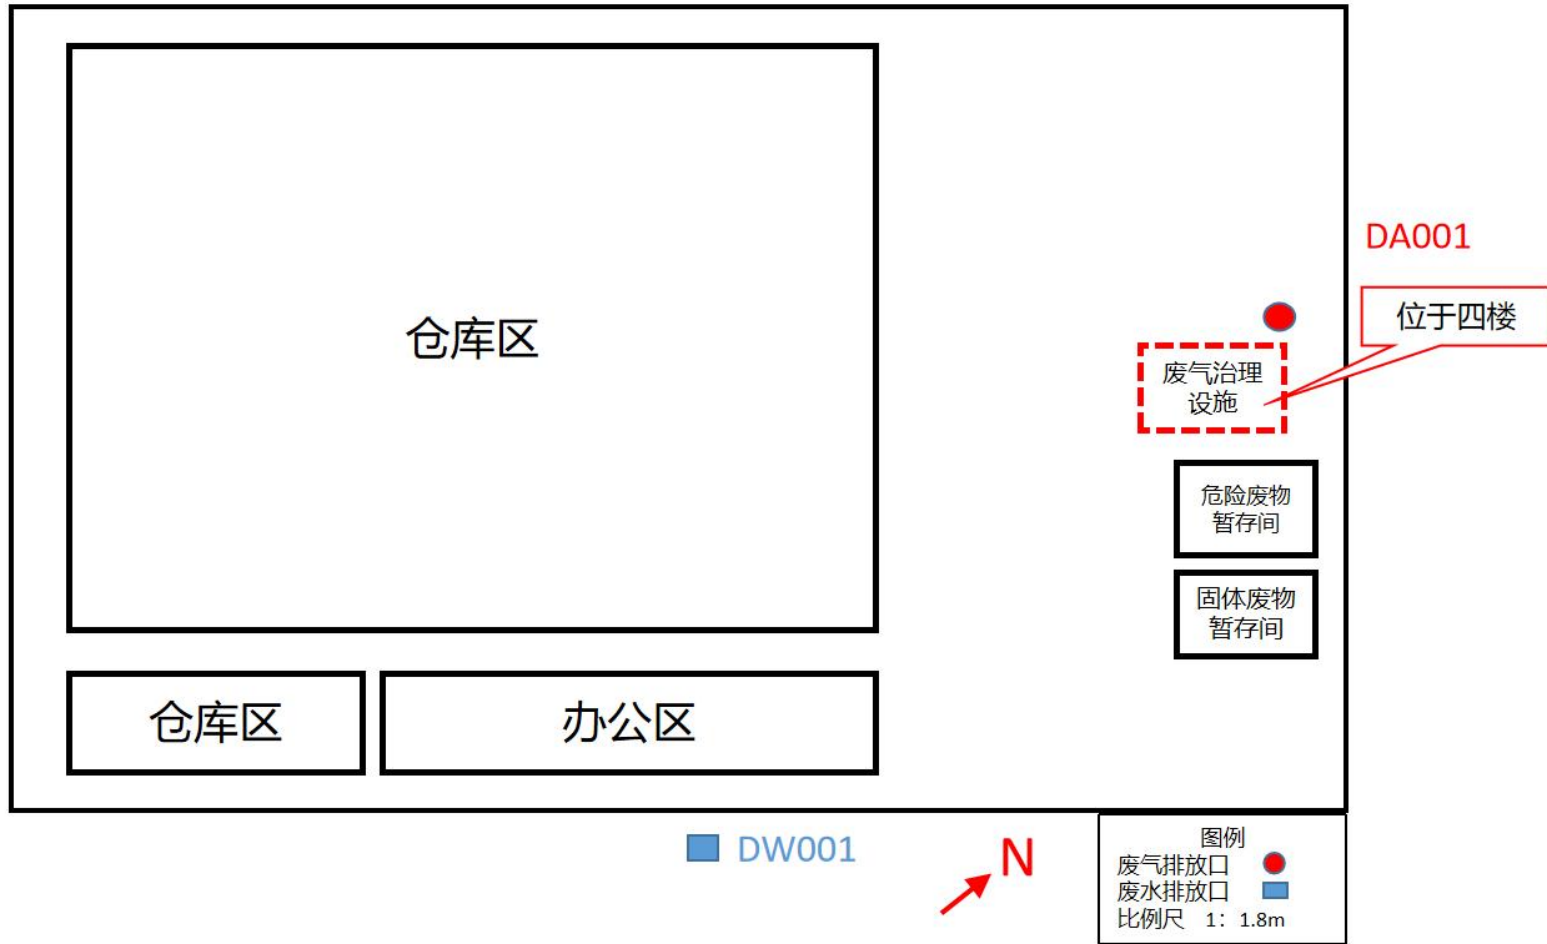 DA001
位于四楼
仓库区
废气治理
设施
危险废物
暂存间
固体废物
暂存间
仓库区
办公区
DW001
N
图例
废气排放口
废水排放口
比例尺 1：1.8m